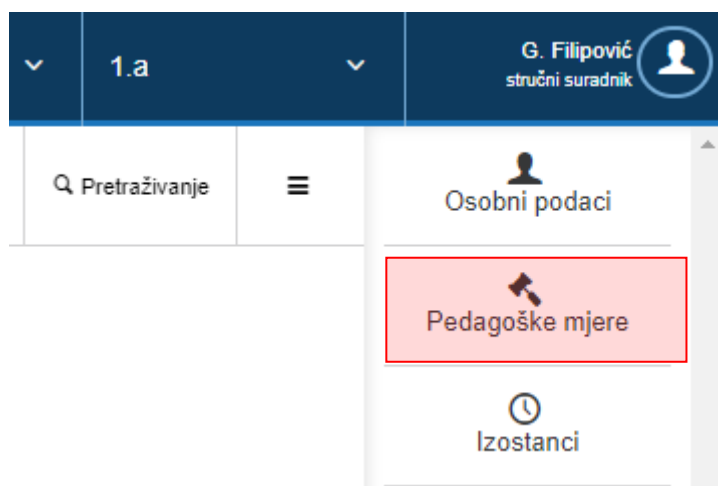 1.a
G. Filipović
stručni suradnik
Pretraživanje
Osobni podaci
Pedagoške mjere
Izostanci